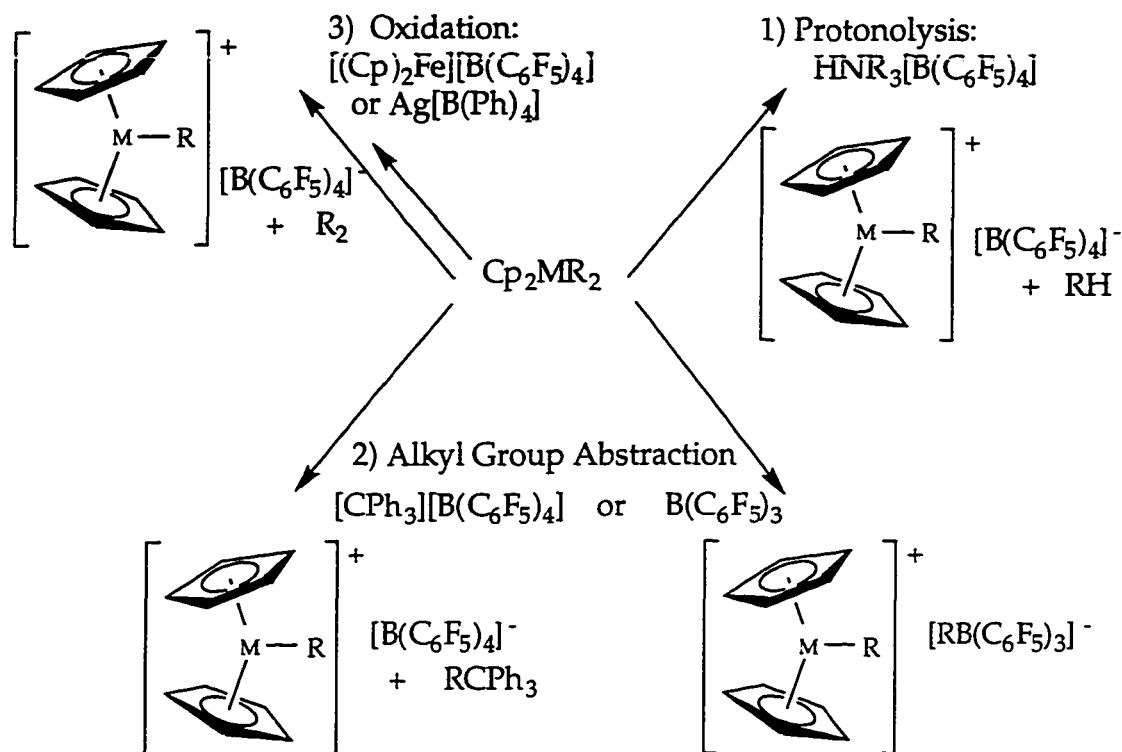 3) Oxidation:
[(Cp)₂Fe][B(C₆F₅)₄]
or Ag[B(Ph)₄]
+
M—R
[B(C₆F₅)₄]⁻
+ R₂
1) Protonolysis:
HNR₃[B(C₆F₅)₄]
+
M—R
[B(C₆F₅)₄]⁻
+ RH
Cp₂MR₂
2) Alkyl Group Abstraction
[CPh₃][B(C₆F₅)₄] or B(C₆F₅)₃
+
M—R
[B(C₆F₅)₄]⁻
+ RCPh₃
+
M—R
[RB(C₆F₅)₃]⁻